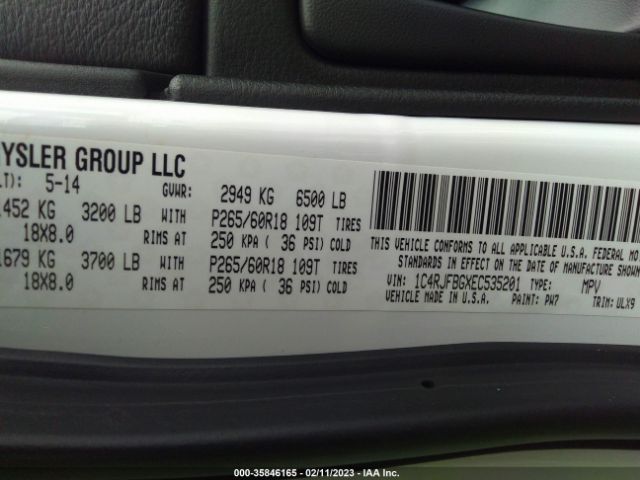 YSLER GROUP LLC
LT): 5-14 GVWR: 2949 KG 6500 LB
1452 KG 3200 LB WITH P265/60R18 109T TIRES
18X8.0 RIMS AT 250 KPA ( 36 PSI) COLD
1679 KG 3700 LB WITH P265/60R18 109T TIRES
18X8.0 RIMS AT 250 KPA ( 36 PSI) COLD
THIS VEHICLE CONFORMS TO ALL APPLICABLE U.S.A. FEDERAL MO
STANDARDS IN EFFECT ON THE DATE OF MANUFACTURE SHOWN
VIN: 1C4RJFBGXEC535201 TYPE: MPV
VEHICLE MADE IN U.S.A. PAINT: PW7 TRIM: ULX9
000-35846165 - 02/11/2023 - IAA Inc.